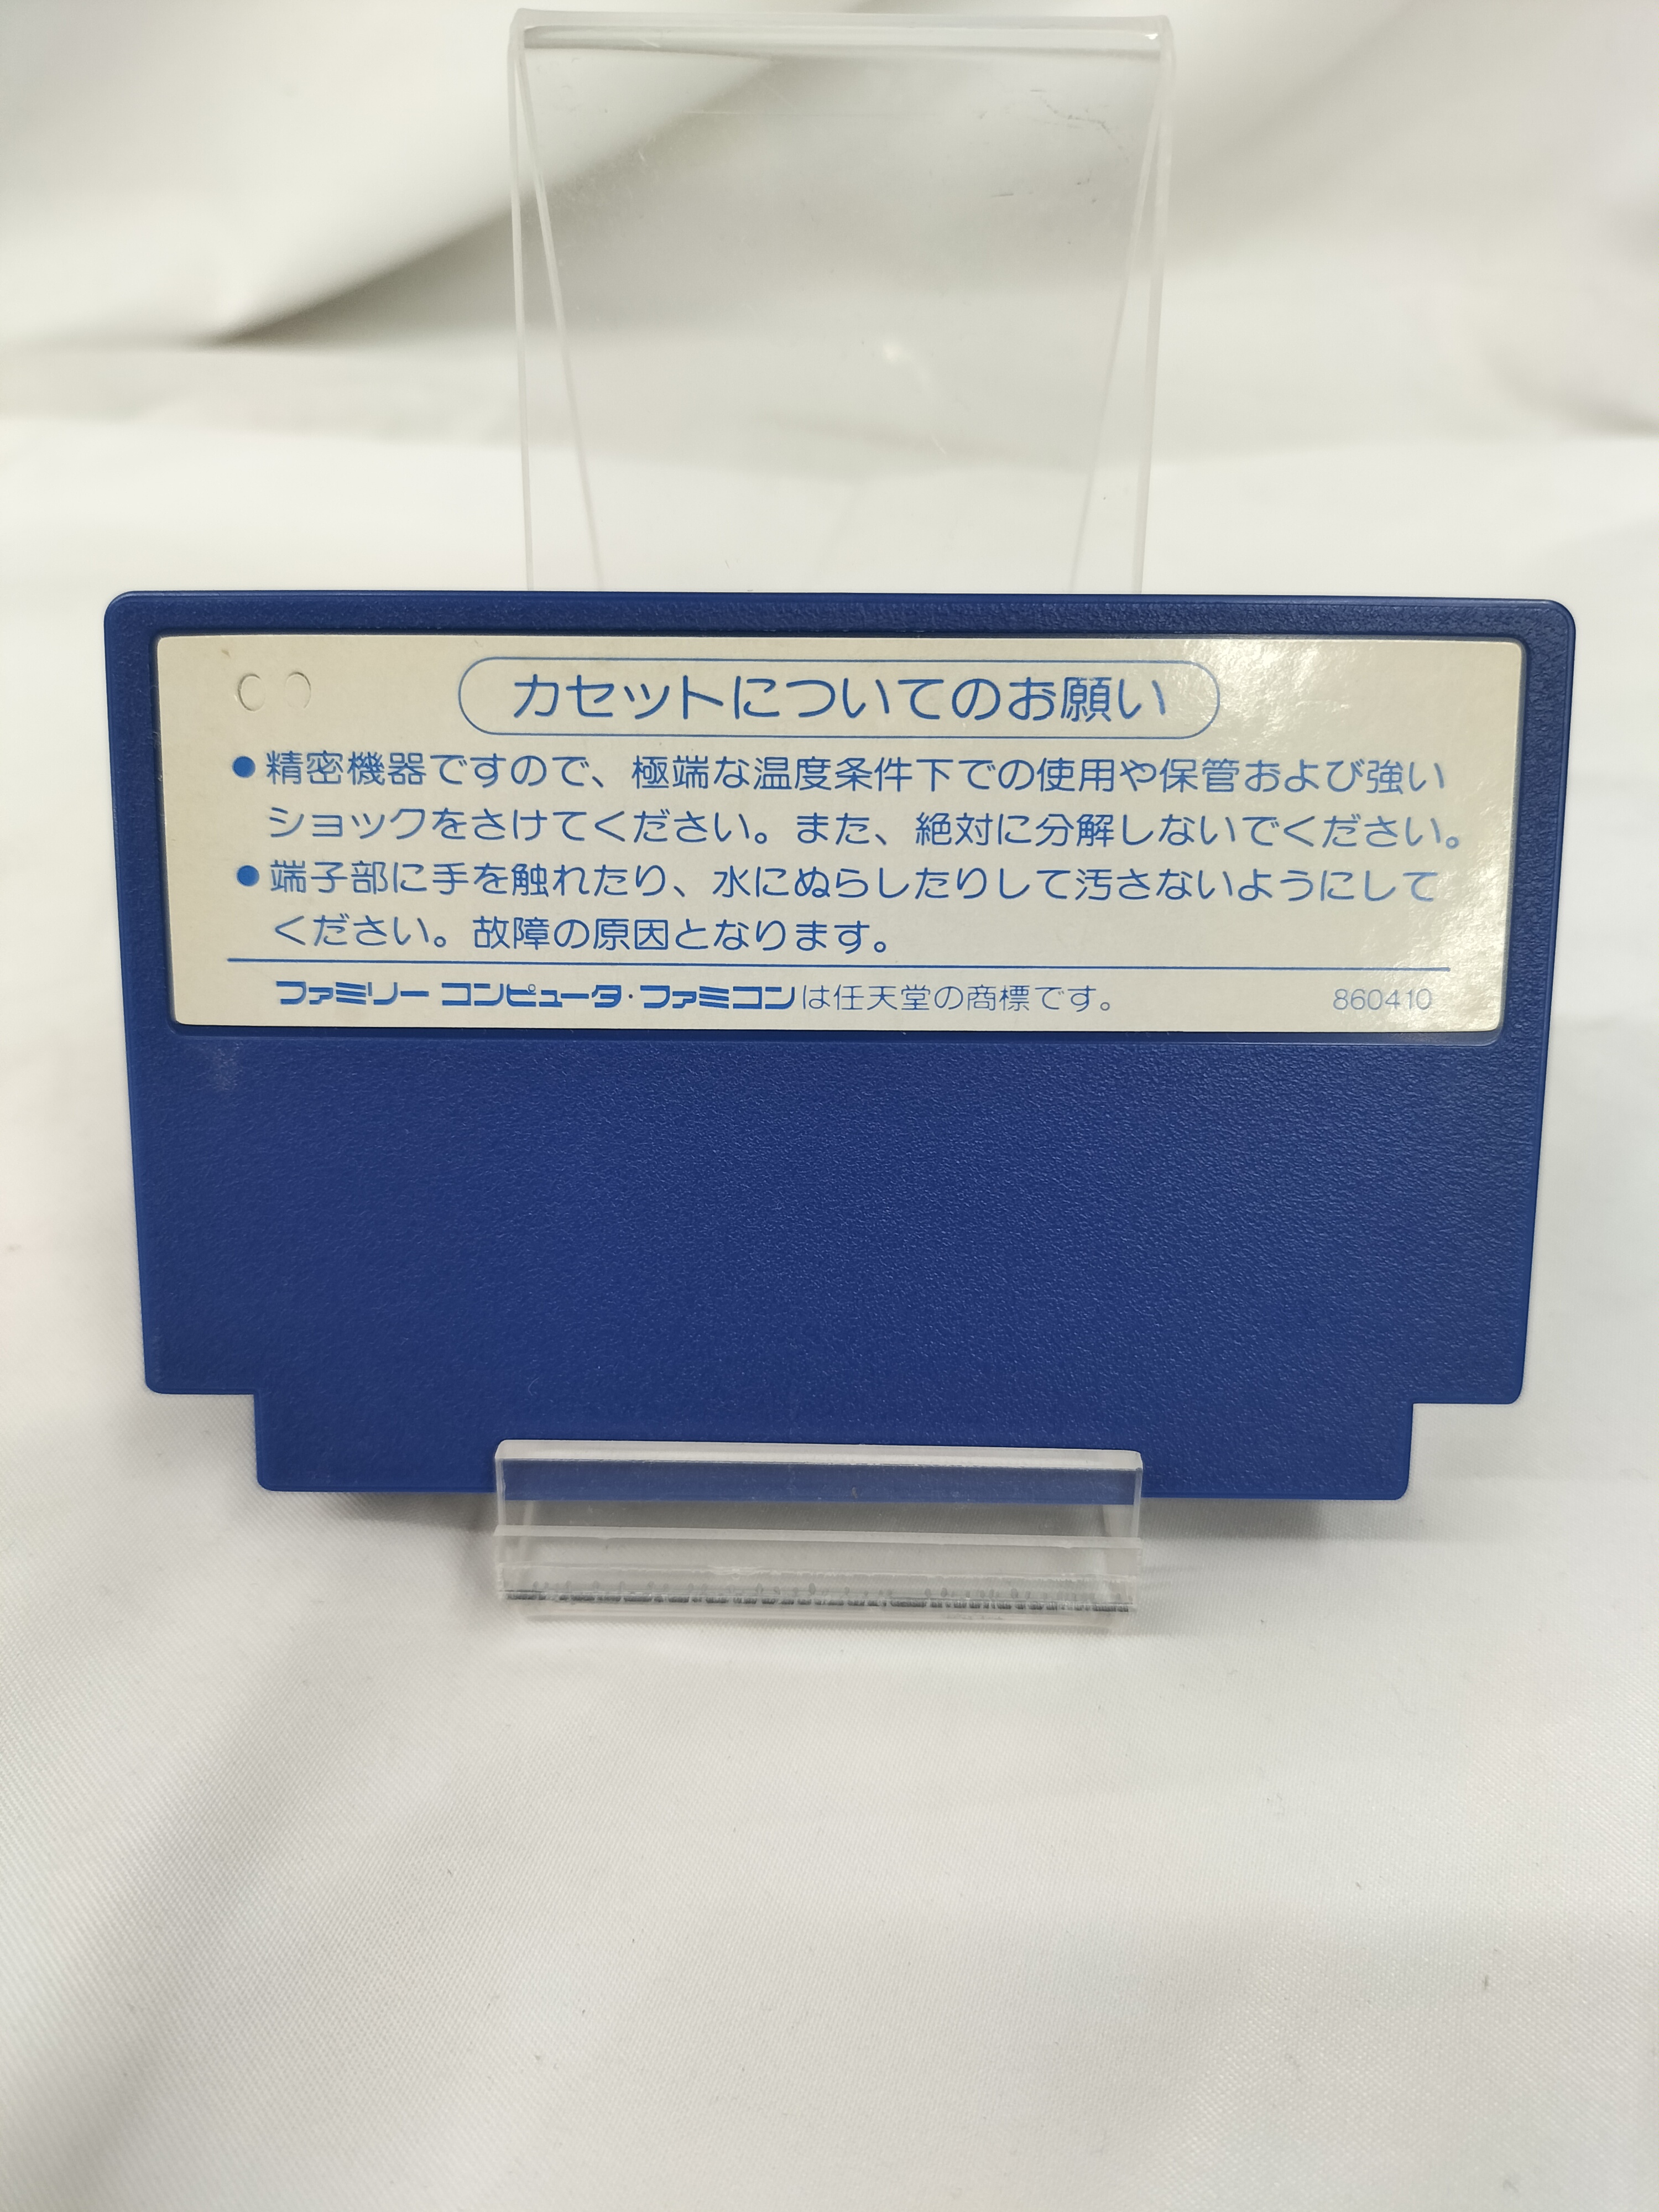 カセットについてのお願い
●精密機器ですので、極端な温度条件下での使用や保管および強い
ショックをさけてください。また、絶対に分解しないでください。
●端子部に手を触れたり、水にぬらしたりして汚さないようにして
ください。故障の原因となります。
ファミリー コンピュータ・ファミコンは任天堂の商標です。 860410